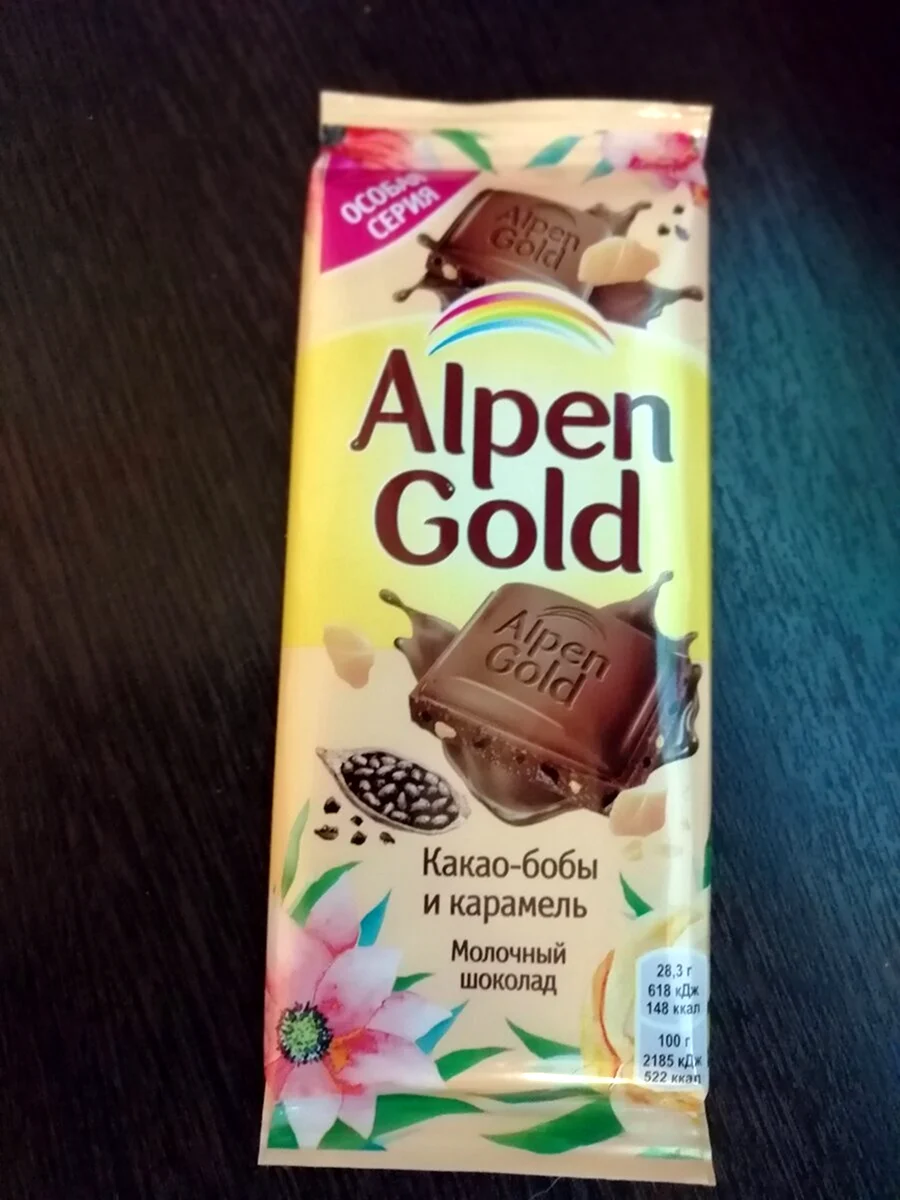 ОСОБАЯ
СЕРИЯ
Alpen
Gold
Alpen
Gold
Alpen
Gold
Какао-бобы
и карамель
Молочный
шоколад
28,3 г
618 кДж
148 ккал
100 г
2185 кДж
522 ккал